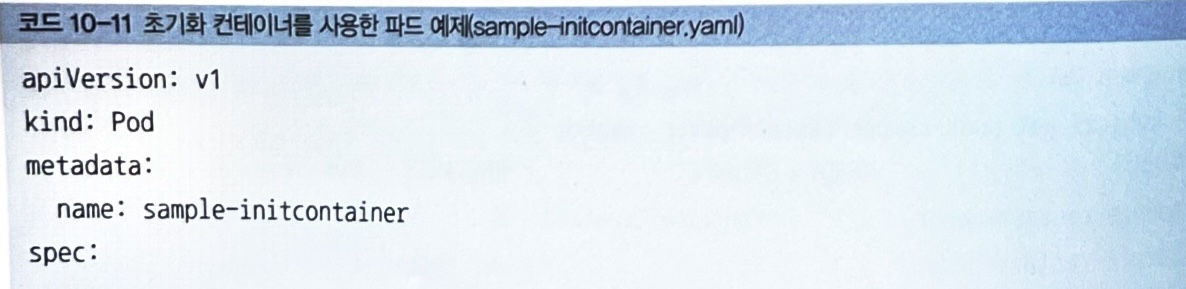 코드 10-11 초기화 컨테이너를 사용한 파드 예제(sample-initcontainer.yaml)
apiVersion: v1
kind: Pod
metadata:
  name: sample-initcontainer
spec: